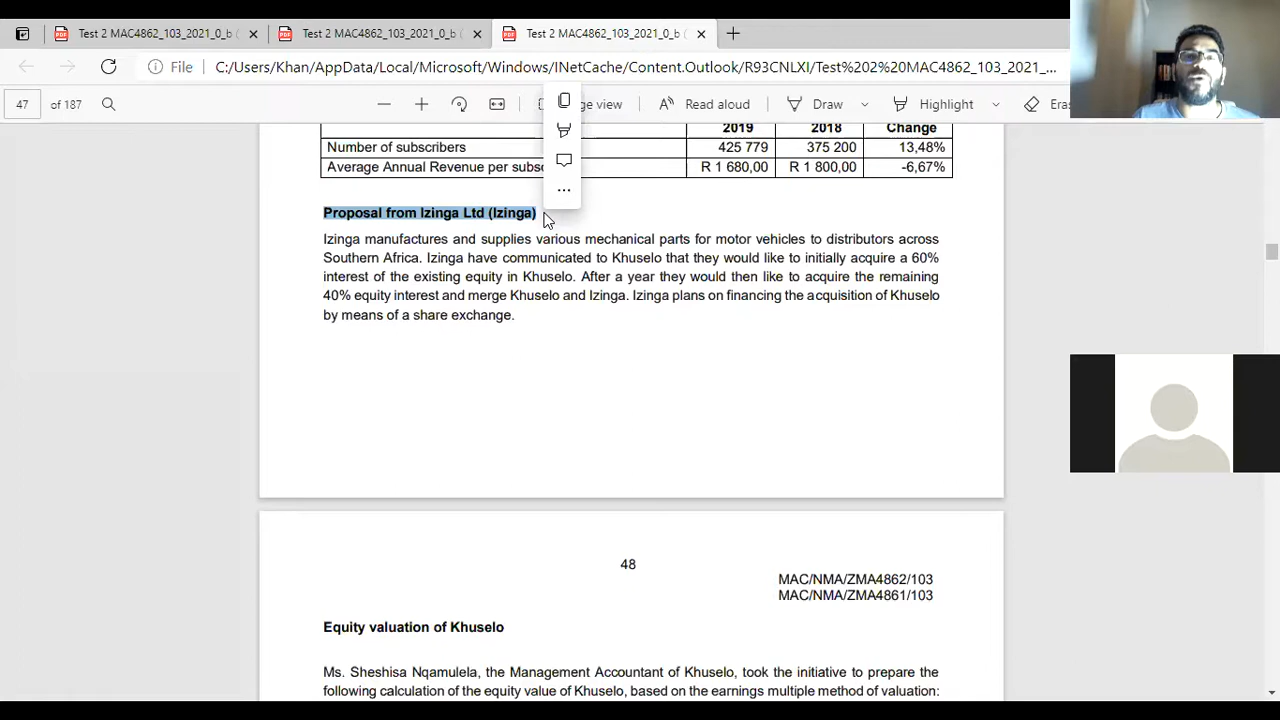 Test 2 MAC4862_103_2021_0_b (
Test 2 MAC4862_103_2021_0_b (
Test 2 MAC4862_103_2021_0_b (
File
C:/Users/Khan/AppData/Local/Microsoft/Windows/INetCache/Content.Outlook/R93CNLXI/Test%202%20MAC4862_103_2021_...
47 of 187
ge view
Read aloud
Draw
Highlight
Eras
2019 2018 Change
Number of subscribers 425 779 375 200 13,48%
Average Annual Revenue per subsc R 1 680,00 R 1 800,00 -6,67%
Proposal from Izinga Ltd (Izinga)
Izinga manufactures and supplies various mechanical parts for motor vehicles to distributors across
Southern Africa. Izinga have communicated to Khuselo that they would like to initially acquire a 60%
interest of the existing equity in Khuselo. After a year they would then like to acquire the remaining
40% equity interest and merge Khuselo and Izinga. Izinga plans on financing the acquisition of Khuselo
by means of a share exchange.
48
MAC/NMA/ZMA4862/103
MAC/NMA/ZMA4861/103
Equity valuation of Khuselo
Ms. Sheshisa Nqamulela, the Management Accountant of Khuselo, took the initiative to prepare the
following calculation of the equity value of Khuselo, based on the earnings multiple method of valuation: